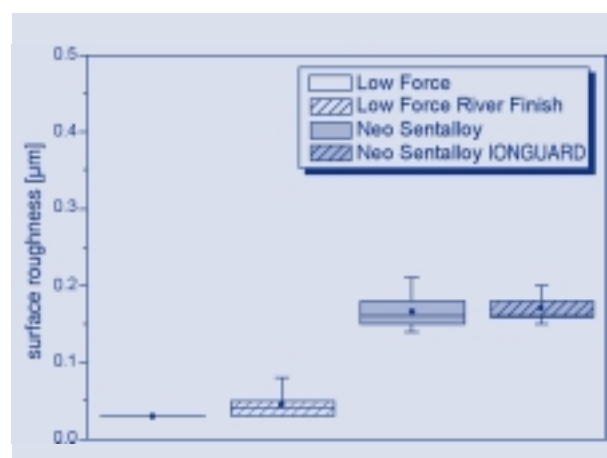 0.5
0.4
0.3
0.2
0.1
0.0
surface roughness [µm]
Low Force
Low Force River Finish
Neo Sentalloy
Neo Sentalloy IONGUARD